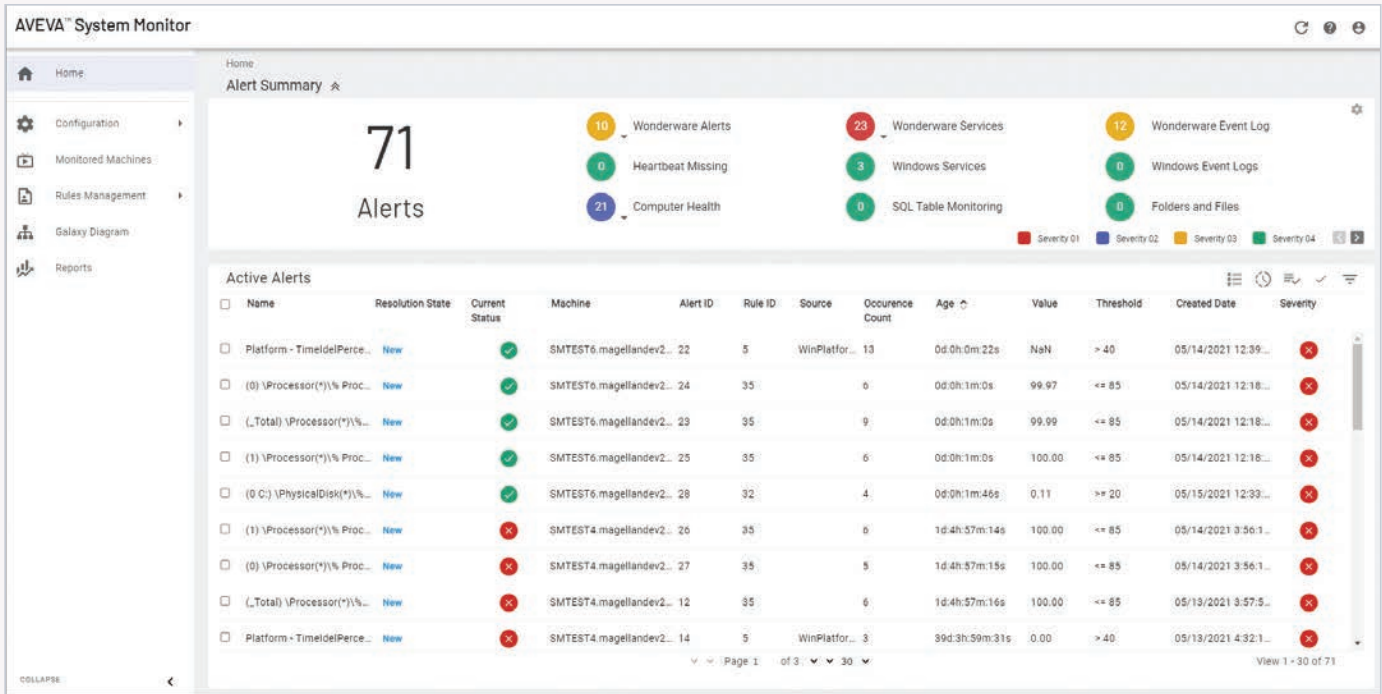 AVEVA™ System Monitor
Home
Configuration
Monitored Machines
Rules Management
Galaxy Diagram
Reports
COLLAPSE
Home
Alert Summary
71
Alerts
10 Wonderware Alerts
23 Wonderware Services
12 Wonderware Event Log
0 Heartbeat Missing
3 Windows Services
0 Windows Event Logs
21 Computer Health
0 SQL Table Monitoring
0 Folders and Files
Severity 01 Severity 02 Severity 03 Severity 04
Active Alerts
Name Resolution State Current Status Machine Alert ID Rule ID Source Occurence Count Age Value Threshold Created Date Severity
Platform - TimeIdelPerce... New SMTEST6.magellandev2... 22 5 WinPlatfor... 13 0d:0h:0m:22s NaN > 40 05/14/2021 12:39:...
(0) \Processor(*)\% Proc... New SMTEST6.magellandev2... 24 35 6 0d:0h:1m:0s 99.97 <= 85 05/14/2021 12:18:...
(_Total) \Processor(*)\%... New SMTEST6.magellandev2... 23 35 9 0d:0h:1m:0s 99.99 <= 85 05/14/2021 12:18:...
(1) \Processor(*)\% Proc... New SMTEST6.magellandev2... 25 35 6 0d:0h:1m:0s 100.00 <= 85 05/14/2021 12:18:...
(0 C:) \PhysicalDisk(*)\%... New SMTEST6.magellandev2... 28 32 4 0d:0h:1m:46s 0.11 >= 20 05/15/2021 12:33:...
(1) \Processor(*)\% Proc... New SMTEST4.magellandev2... 26 35 6 1d:4h:57m:14s 100.00 <= 85 05/14/2021 3:56:1...
(0) \Processor(*)\% Proc... New SMTEST4.magellandev2... 27 35 5 1d:4h:57m:15s 100.00 <= 85 05/14/2021 3:56:1...
(_Total) \Processor(*)\%... New SMTEST4.magellandev2... 12 35 6 1d:4h:57m:16s 100.00 <= 85 05/13/2021 3:57:5...
Platform - TimeIdelPerce... New SMTEST4.magellandev2... 14 5 WinPlatfor... 3 39d:3h:59m:31s 0.00 > 40 05/13/2021 4:32:1...
Page 1 of 3 30
View 1 - 30 of 71